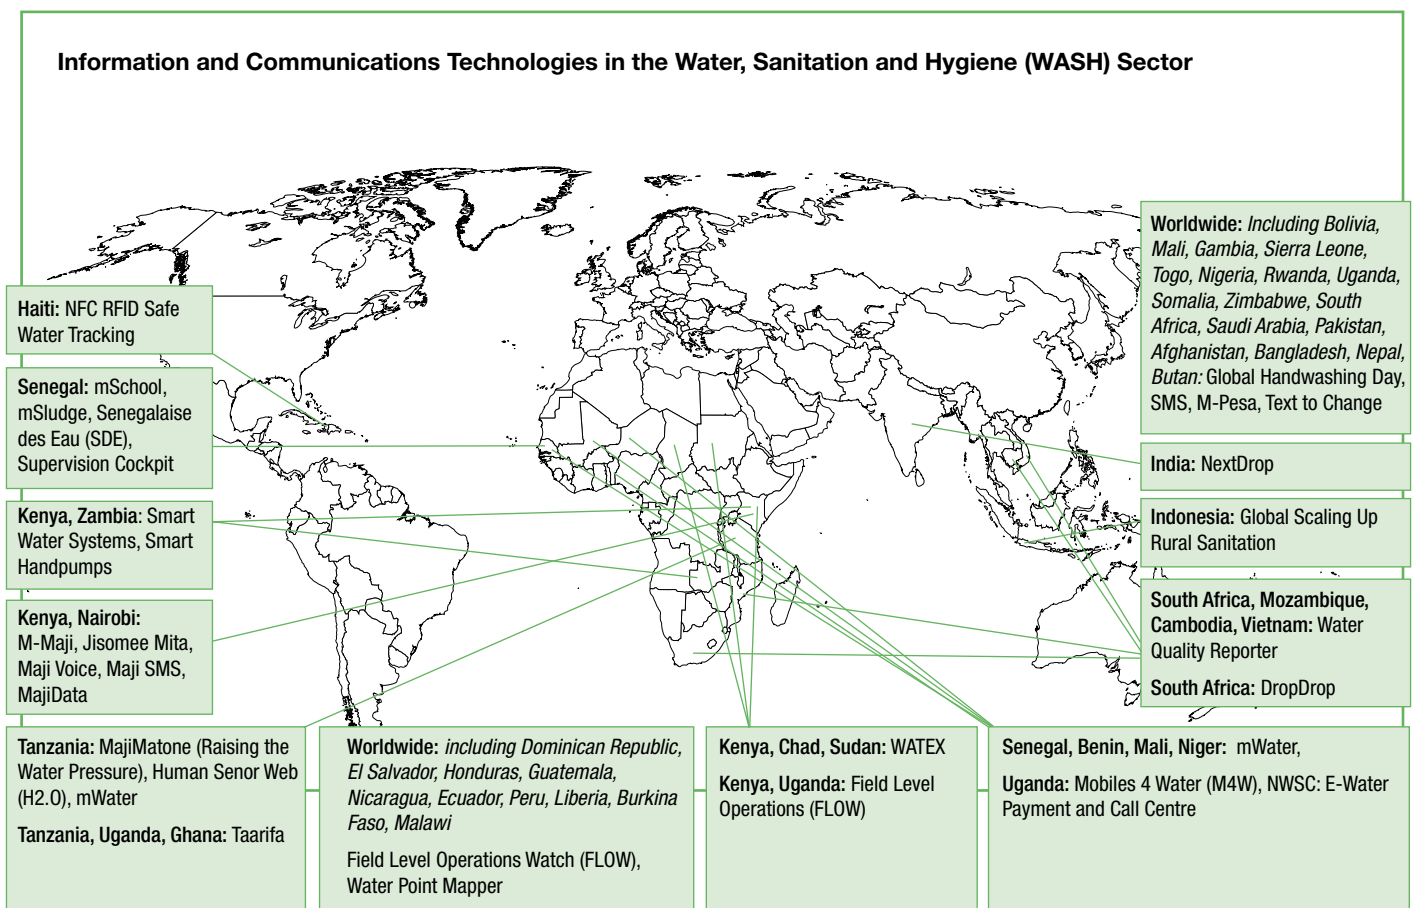 Information and Communications Technologies in the Water, Sanitation and Hygiene (WASH) Sector
Haiti: NFC RFID Safe
Water Tracking
Senegal: mSchool,
mSludge, Senegalaise
des Eau (SDE),
Supervision Cockpit
Kenya, Zambia: Smart
Water Systems, Smart
Handpumps
Kenya, Nairobi:
M-Maji, Jisomee Mita,
Maji Voice, Maji SMS,
MajiData
Tanzania: MajiMatone (Raising the
Water Pressure), Human Senor Web
(H2.O), mWater
Tanzania, Uganda, Ghana: Taarifa
Worldwide: including Dominican Republic,
El Salvador, Honduras, Guatemala,
Nicaragua, Ecuador, Peru, Liberia, Burkina
Faso, Malawi
Field Level Operations Watch (FLOW),
Water Point Mapper
Kenya, Chad, Sudan: WATEX
Kenya, Uganda: Field Level
Operations (FLOW)
Senegal, Benin, Mali, Niger: mWater,
Uganda: Mobiles 4 Water (M4W), NWSC: E-Water
Payment and Call Centre
Worldwide: Including Bolivia,
Mali, Gambia, Sierra Leone,
Togo, Nigeria, Rwanda, Uganda,
Somalia, Zimbabwe, South
Africa, Saudi Arabia, Pakistan,
Afghanistan, Bangladesh, Nepal,
Butan: Global Handwashing Day,
SMS, M-Pesa, Text to Change
India: NextDrop
Indonesia: Global Scaling Up
Rural Sanitation
South Africa, Mozambique,
Cambodia, Vietnam: Water
Quality Reporter
South Africa: DropDrop